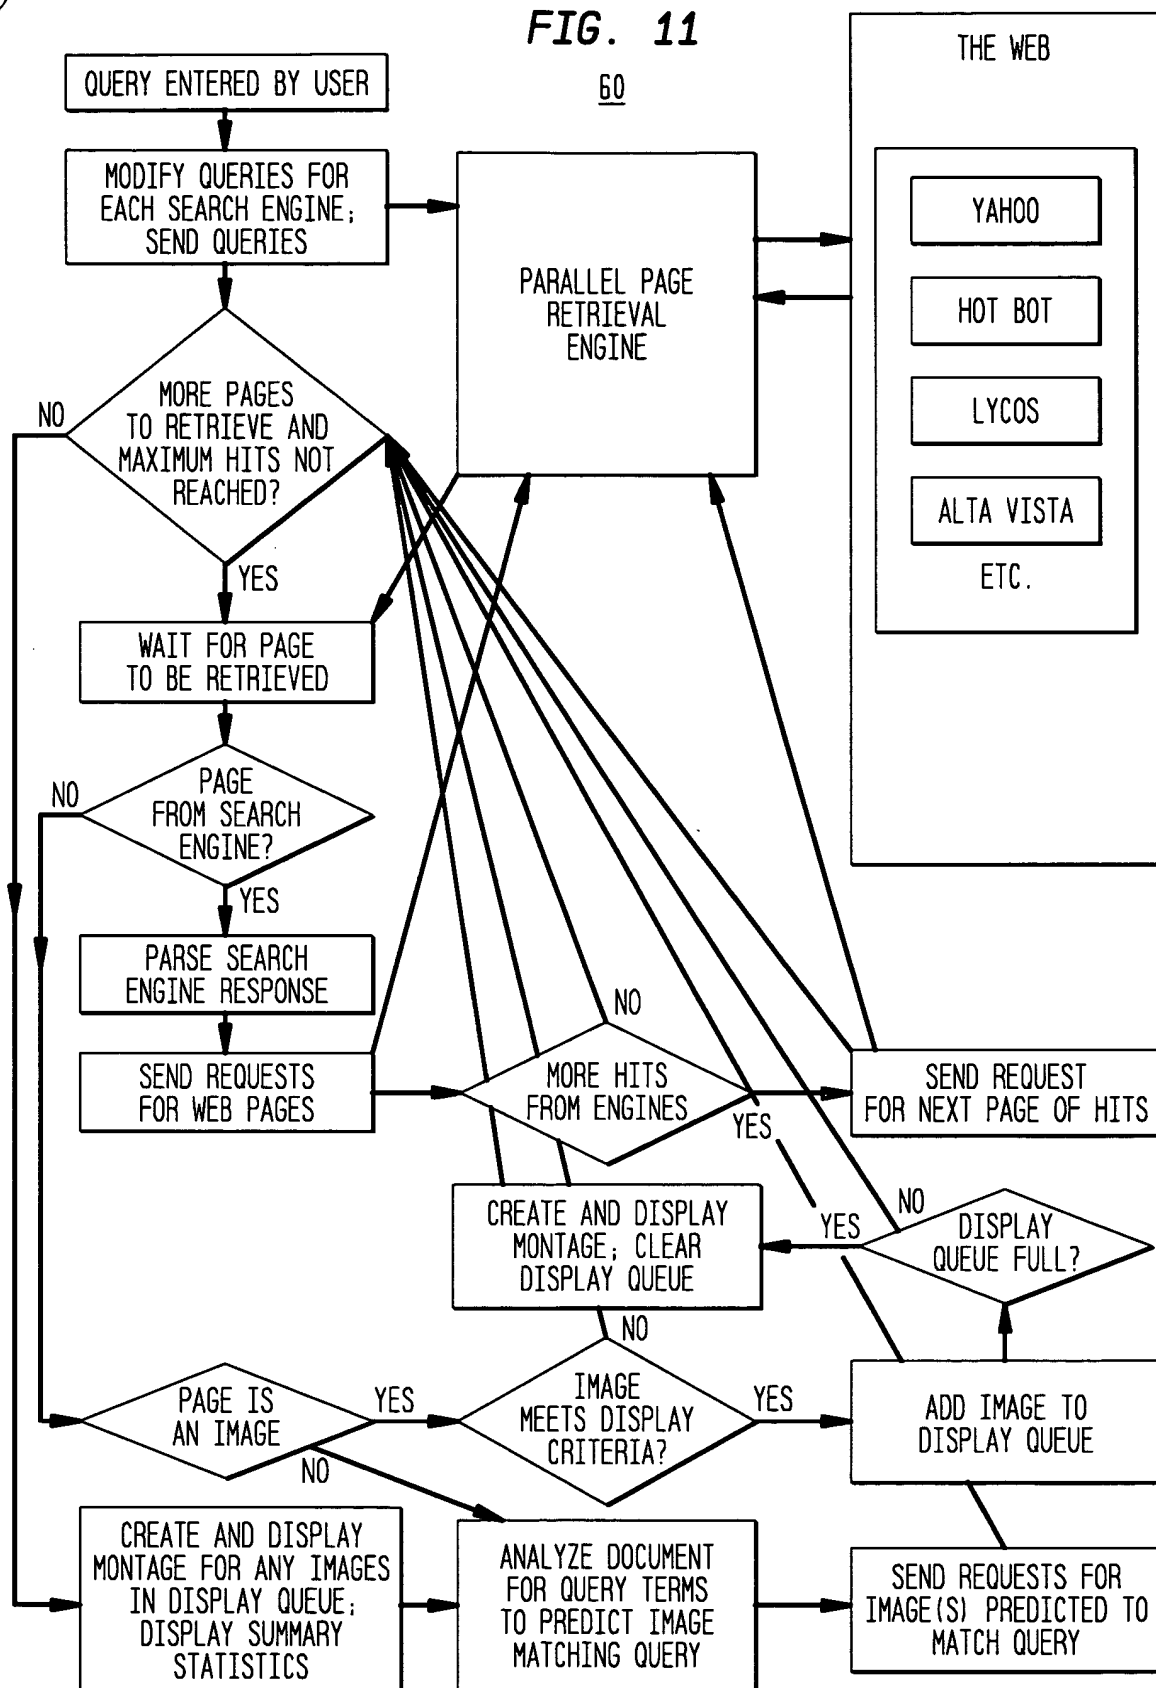 FIG. 11
60
QUERY ENTERED BY USER
MODIFY QUERIES FOR
EACH SEARCH ENGINE;
SEND QUERIES
PARALLEL PAGE
RETRIEVAL
ENGINE
THE WEB
YAHOO
HOT BOT
LYCOS
ALTA VISTA
ETC.
NO
MORE PAGES
TO RETRIEVE AND
MAXIMUM HITS NOT
REACHED?
YES
WAIT FOR PAGE
TO BE RETRIEVED
NO
PAGE
FROM SEARCH
ENGINE?
YES
PARSE SEARCH
ENGINE RESPONSE
SEND REQUESTS
FOR WEB PAGES
NO
MORE HITS
FROM ENGINES
YES
SEND REQUEST
FOR NEXT PAGE OF HITS
CREATE AND DISPLAY
MONTAGE; CLEAR
DISPLAY QUEUE
YES
NO
DISPLAY
QUEUE FULL?
PAGE IS
AN IMAGE
YES
NO
NO
IMAGE
MEETS DISPLAY
CRITERIA?
YES
ADD IMAGE TO
DISPLAY QUEUE
CREATE AND DISPLAY
MONTAGE FOR ANY IMAGES
IN DISPLAY QUEUE;
DISPLAY SUMMARY
STATISTICS
ANALYZE DOCUMENT
FOR QUERY TERMS
TO PREDICT IMAGE
MATCHING QUERY
SEND REQUESTS FOR
IMAGE(S) PREDICTED TO
MATCH QUERY